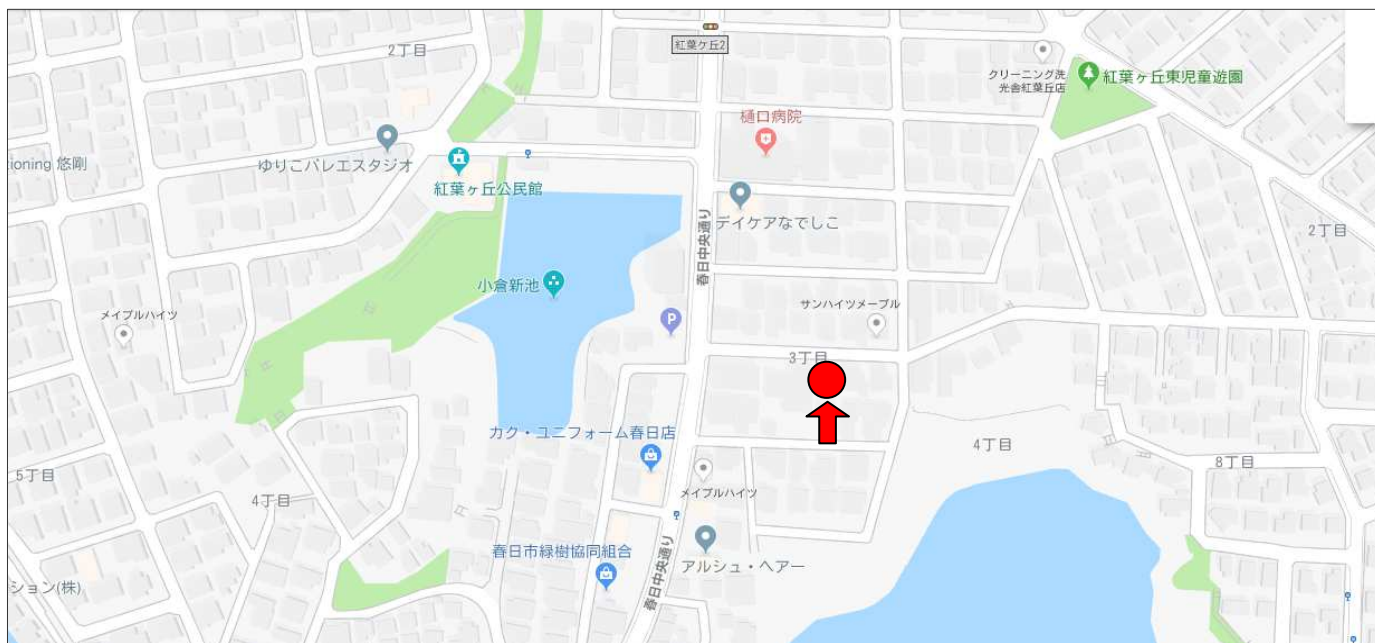 2丁目
紅葉ケ丘2
クリーニング洗
光舎紅葉丘店
紅葉ヶ丘東児童遊園
樋口病院
ゆりこバレエスタジオ
紅葉ヶ丘公民館
tioning 悠剛
デイケアなでしこ
春日中央通り
2丁目
小倉新池
サンハイツメープル
メイプルハイツ
P
3丁目
カク・ユニフォーム春日店
4丁目
5丁目
8丁目
メイプルハイツ
4丁目
春日市緑樹協同組合
アルシュ・ヘアー
春日中央通り
ション(株)